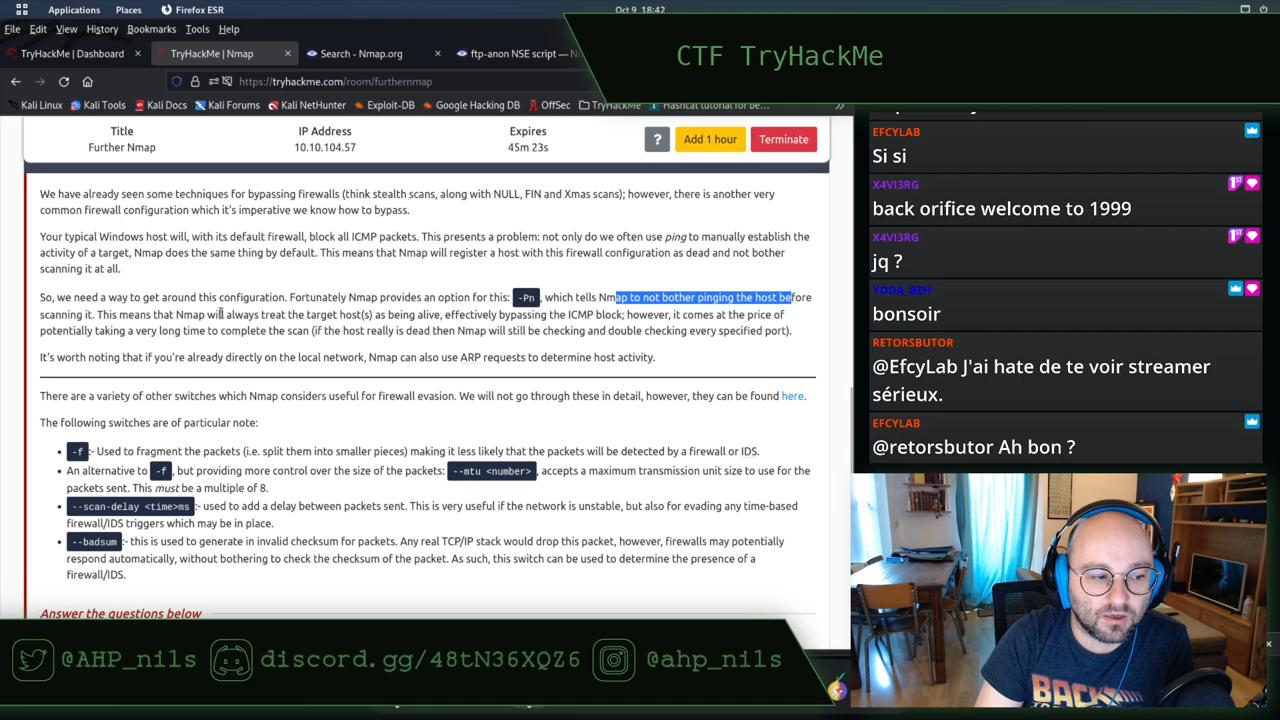 Applications Places Firefox ESR
Oct 9 18:42
File Edit View History Bookmarks Tools Help
TryHackMe | Dashboard
TryHackMe | Nmap
Search - Nmap.org
ftp-anon NSE script — N
https://tryhackme.com/room/furthernmap
Kali Linux Kali Tools Kali Docs Kali Forums Kali NetHunter Exploit-DB Google Hacking DB OffSec TryHackMe
CTF TryHackMe
Title IP Address Expires
Further Nmap 10.10.104.57 45m 23s
? Add 1 hour Terminate
We have already seen some techniques for bypassing firewalls (think stealth scans, along with NULL, FIN and Xmas scans); however, there is another very
common firewall configuration which it's imperative we know how to bypass.
Your typical Windows host will, with its default firewall, block all ICMP packets. This presents a problem: not only do we often use ping to manually establish the
activity of a target, Nmap does the same thing by default. This means that Nmap will register a host with this firewall configuration as dead and not bother
scanning it at all.
So, we need a way to get around this configuration. Fortunately Nmap provides an option for this: -Pn, which tells Nmap to not bother pinging the host before
scanning it. This means that Nmap will always treat the target host(s) as being alive, effectively bypassing the ICMP block; however, it comes at the price of
potentially taking a very long time to complete the scan (if the host really is dead then Nmap will still be checking and double checking every specified port).
It's worth noting that if you're already directly on the local network, Nmap can also use ARP requests to determine host activity.
There are a variety of other switches which Nmap considers useful for firewall evasion. We will not go through these in detail, however, they can be found here.
The following switches are of particular note:
-f:- Used to fragment the packets (i.e. split them into smaller pieces) making it less likely that the packets will be detected by a firewall or IDS.
An alternative to -f, but providing more control over the size of the packets: --mtu <number>, accepts a maximum transmission unit size to use for the
packets sent. This must be a multiple of 8.
--scan-delay <time>ms:- used to add a delay between packets sent. This is very useful if the network is unstable, but also for evading any time-based
firewall/IDS triggers which may be in place.
--badsum:- this is used to generate in invalid checksum for packets. Any real TCP/IP stack would drop this packet, however, firewalls may potentially
respond automatically, without bothering to check the checksum of the packet. As such, this switch can be used to determine the presence of a
firewall/IDS.
Answer the questions below
EFCYLAB
Si si
X4VI3RG
back orifice welcome to 1999
X4VI3RG
jq ?
YODA_BZH
bonsoir
RETORSBUTOR
@EfcyLab J'ai hate de te voir streamer
sérieux.
EFCYLAB
@retorsbutor Ah bon ?
@AHP_nils discord.gg/48tN36XQZ6 @ahp_nils